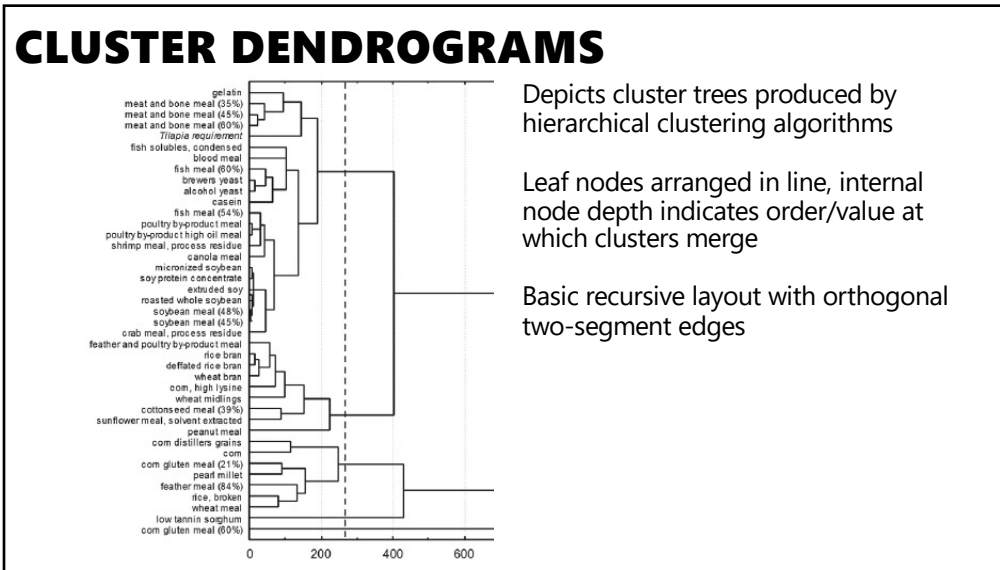 CLUSTER DENDROGRAMS
gelatin
meat and bone meal (35%)
meat and bone meal (45%)
meat and bone meal (60%)
Tilapia requirement
fish solubles, condensed
blood meal
fish meal (60%)
brewers yeast
alcohol yeast
casein
fish meal (54%)
poultry by-product meal
poultry by-product high oil meal
shrimp meal, process residue
canola meal
micronized soybean
soy protein concentrate
extruded soy
roasted whole soybean
soybean meal (48%)
soybean meal (45%)
crab meal, process residue
feather and poultry by-product meal
rice bran
deffated rice bran
wheat bran
corn, high lysine
wheat midlings
cottonseed meal (39%)
sunflower meal, solvent extracted
peanut meal
corn distillers grains
corn
corn gluten meal (21%)
pearl millet
feather meal (84%)
rice, broken
wheat meal
low tannin sorghum
corn gluten meal (60%)
0 200 400 600
Depicts cluster trees produced by
hierarchical clustering algorithms
Leaf nodes arranged in line, internal
node depth indicates order/value at
which clusters merge
Basic recursive layout with orthogonal
two-segment edges